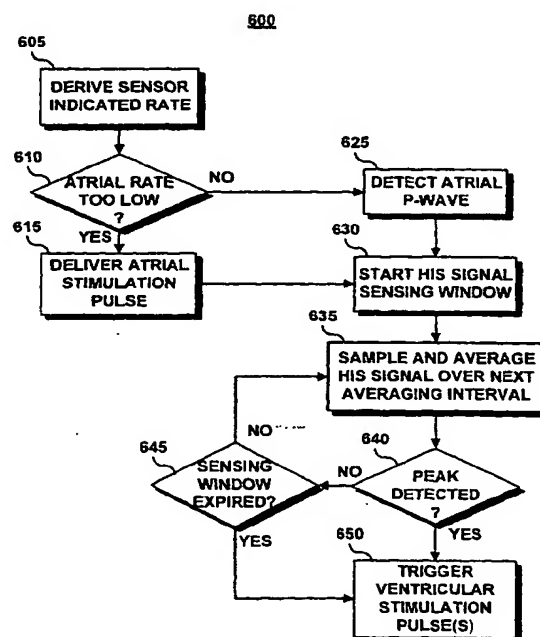 600
605
DERIVE SENSOR
INDICATED RATE
610
ATRIAL RATE
TOO LOW
?
NO
YES
615
DELIVER ATRIAL
STIMULATION
PULSE
625
DETECT ATRIAL
P-WAVE
630
START HIS SIGNAL
SENSING WINDOW
635
SAMPLE AND AVERAGE
HIS SIGNAL OVER NEXT
AVERAGING INTERVAL
640
PEAK
DETECTED
?
NO
YES
645
SENSING
WINDOW
EXPIRED?
NO
YES
650
TRIGGER
VENTRICULAR
STIMULATION
PULSE(S)